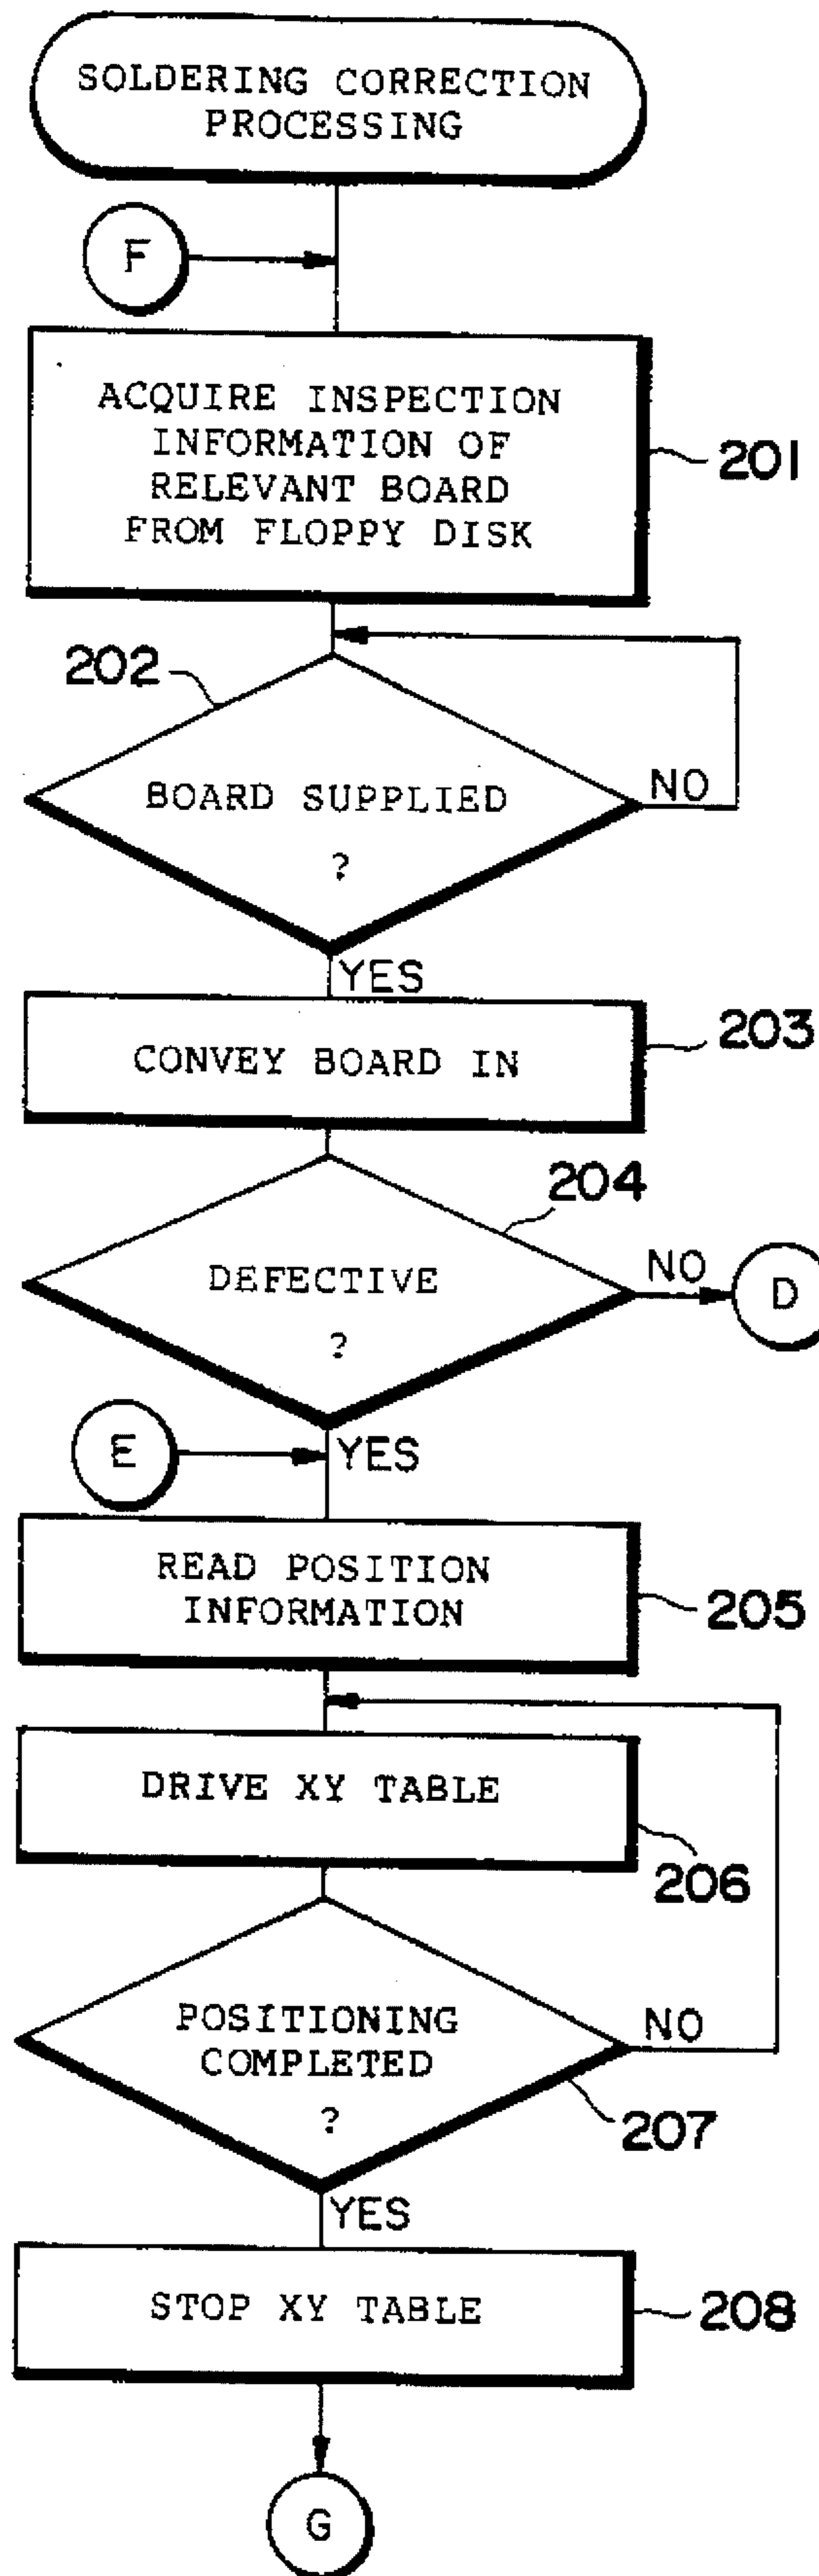 SOLDERING CORRECTION
PROCESSING
F
ACQUIRE INSPECTION
INFORMATION OF
RELEVANT BOARD
FROM FLOPPY DISK
201
202
BOARD SUPPLIED
?
NO
YES
CONVEY BOARD IN
203
204
DEFECTIVE
?
NO
D
E
YES
READ POSITION
INFORMATION
205
DRIVE XY TABLE
206
POSITIONING
COMPLETED
?
NO
207
YES
STOP XY TABLE
208
G